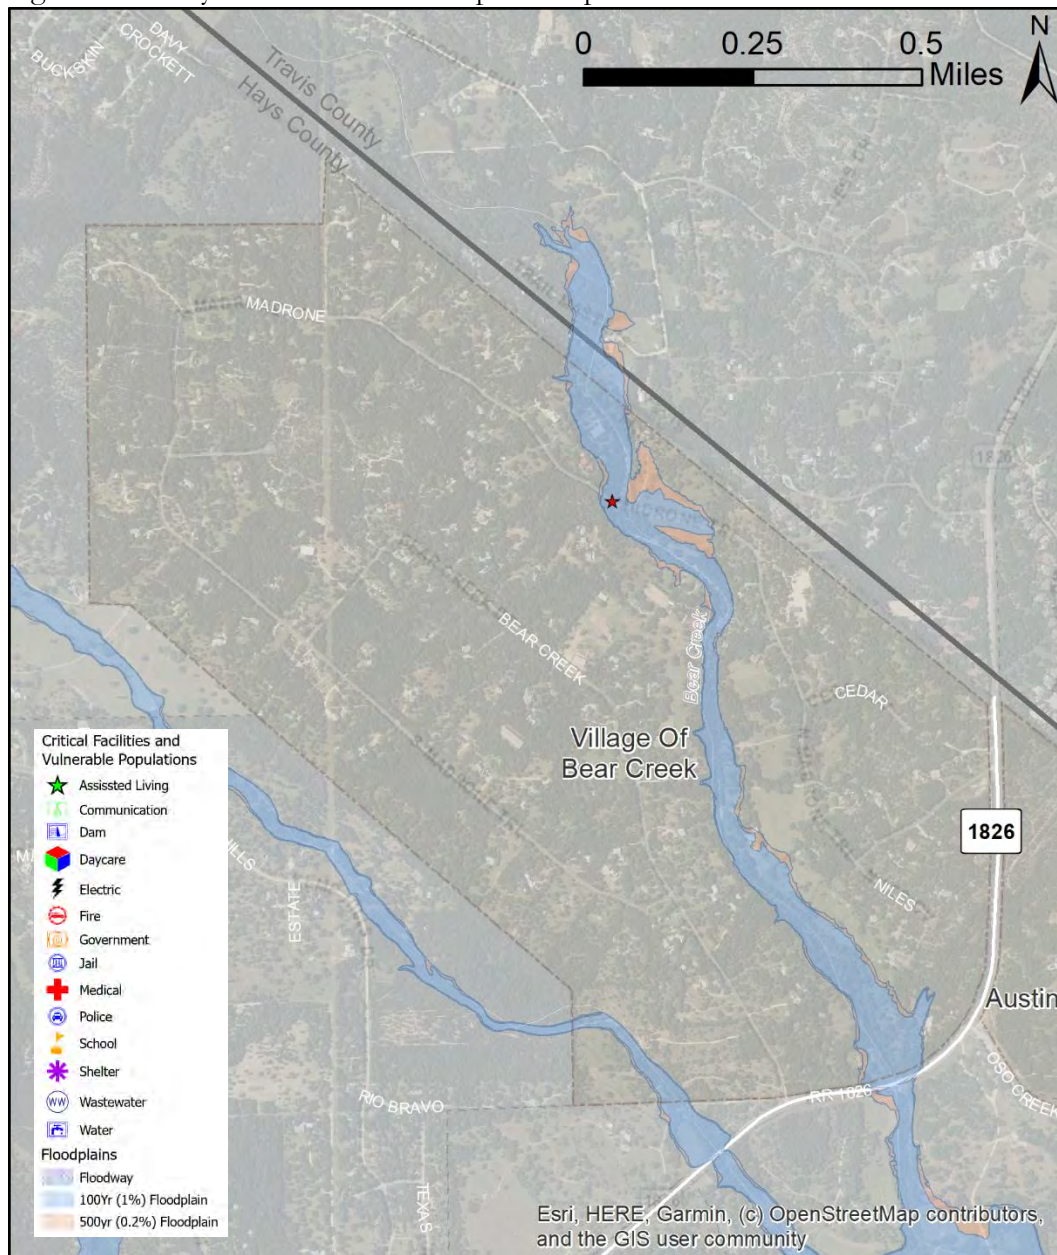 DAVY
CROCKETT
BUCKSKIN
Travis County
Hays County
0 0.25 0.5
Miles
N
MADRONE
1826
BEAR CREEK
Bear Creek
CEDAR
Village Of
Bear Creek
1826
NILES
Austin
OSO CREEK
RR 1826
ESTATE
RIO BRAVO
TEXAS
Critical Facilities and
Vulnerable Populations
Assissted Living
Communication
Dam
Daycare
Electric
Fire
Government
Jail
Medical
Police
School
Shelter
WW Wastewater
Water
Floodplains
Floodway
100Yr (1%) Floodplain
500yr (0.2%) Floodplain
Esri, HERE, Garmin, (c) OpenStreetMap contributors,
and the GIS user community